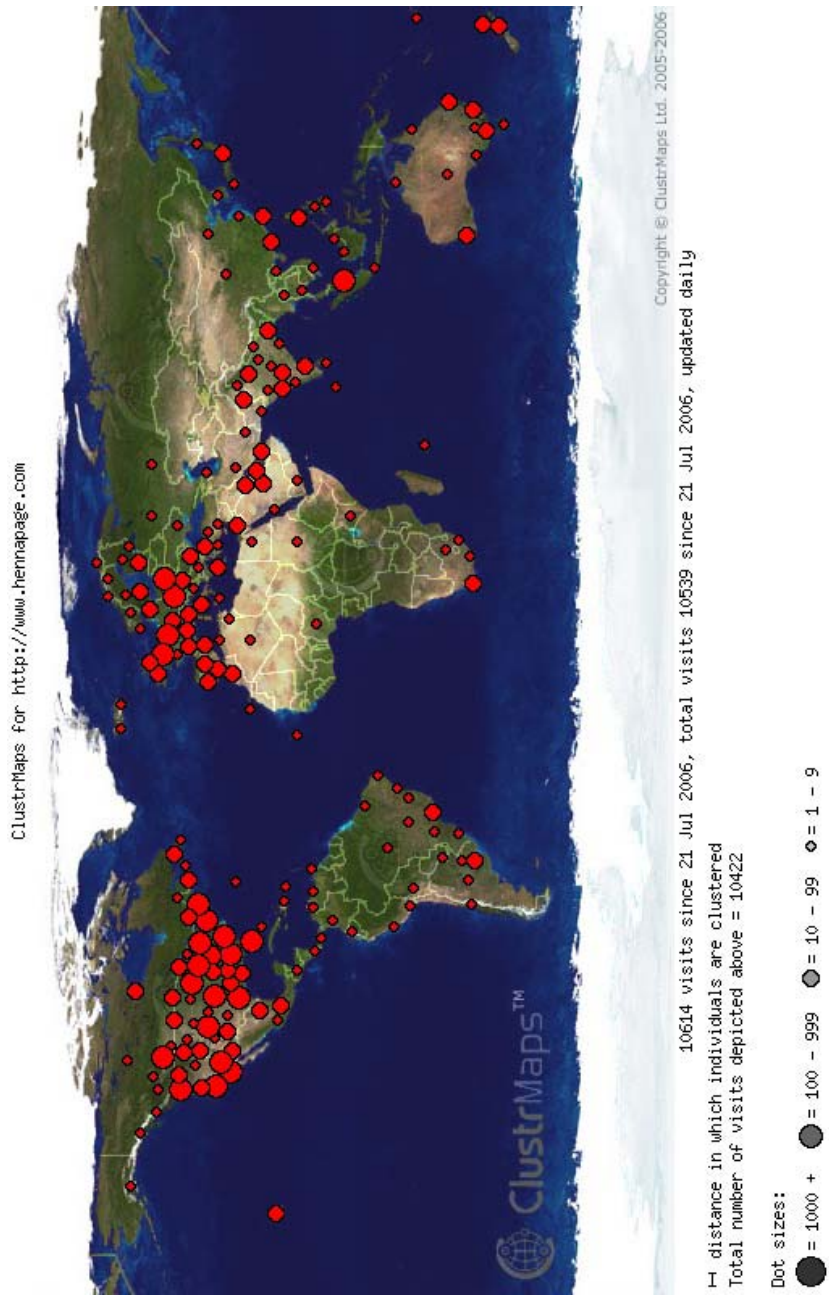 ClustrMaps for http://www.hennapage.com
ClustrMaps™
Copyright © ClustrMaps Ltd. 2005-2006
10614 visits since 21 Jul 2006, total visits 10539 since 21 Jul 2006, updated daily
distance in which individuals are clustered
Total number of visits depicted above = 10422
Dot sizes:
= 1000 + = 100 - 999 = 10 - 99 = 1 - 9